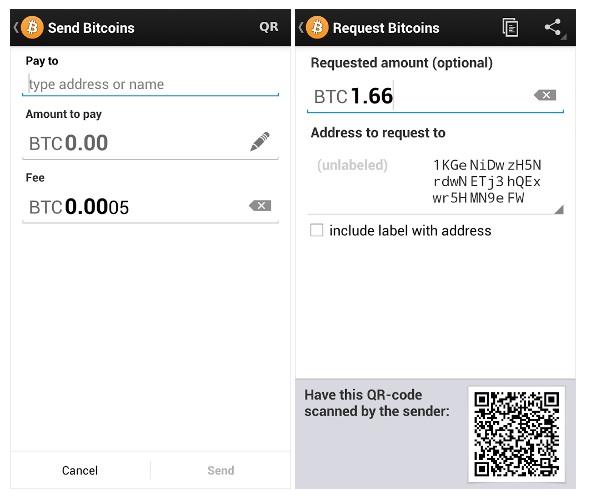 Send Bitcoins
QR
Pay to
type address or name
Amount to pay
BTC 0.00
Fee
BTC 0.0005
Cancel
Send
Request Bitcoins
Requested amount (optional)
BTC 1.66
Address to request to
(unlabeled)
1KGe NiDw zH5N
rdwN ETj3 hQEx
wr5H MN9e FW
include label with address
Have this QR-code
scanned by the sender: